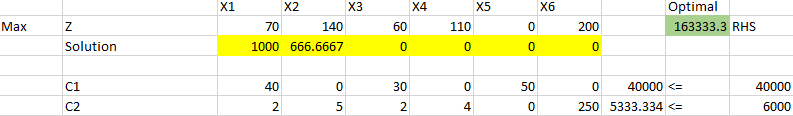 X1 X2 X3 X4 X5 X6 Optimal
Max Z 70 140 60 110 0 200 163333.3 RHS
Solution 1000 666.6667 0 0 0 0
C1 40 0 30 0 50 0 40000 <= 40000
C2 2 5 2 4 0 250 5333.334 <= 6000